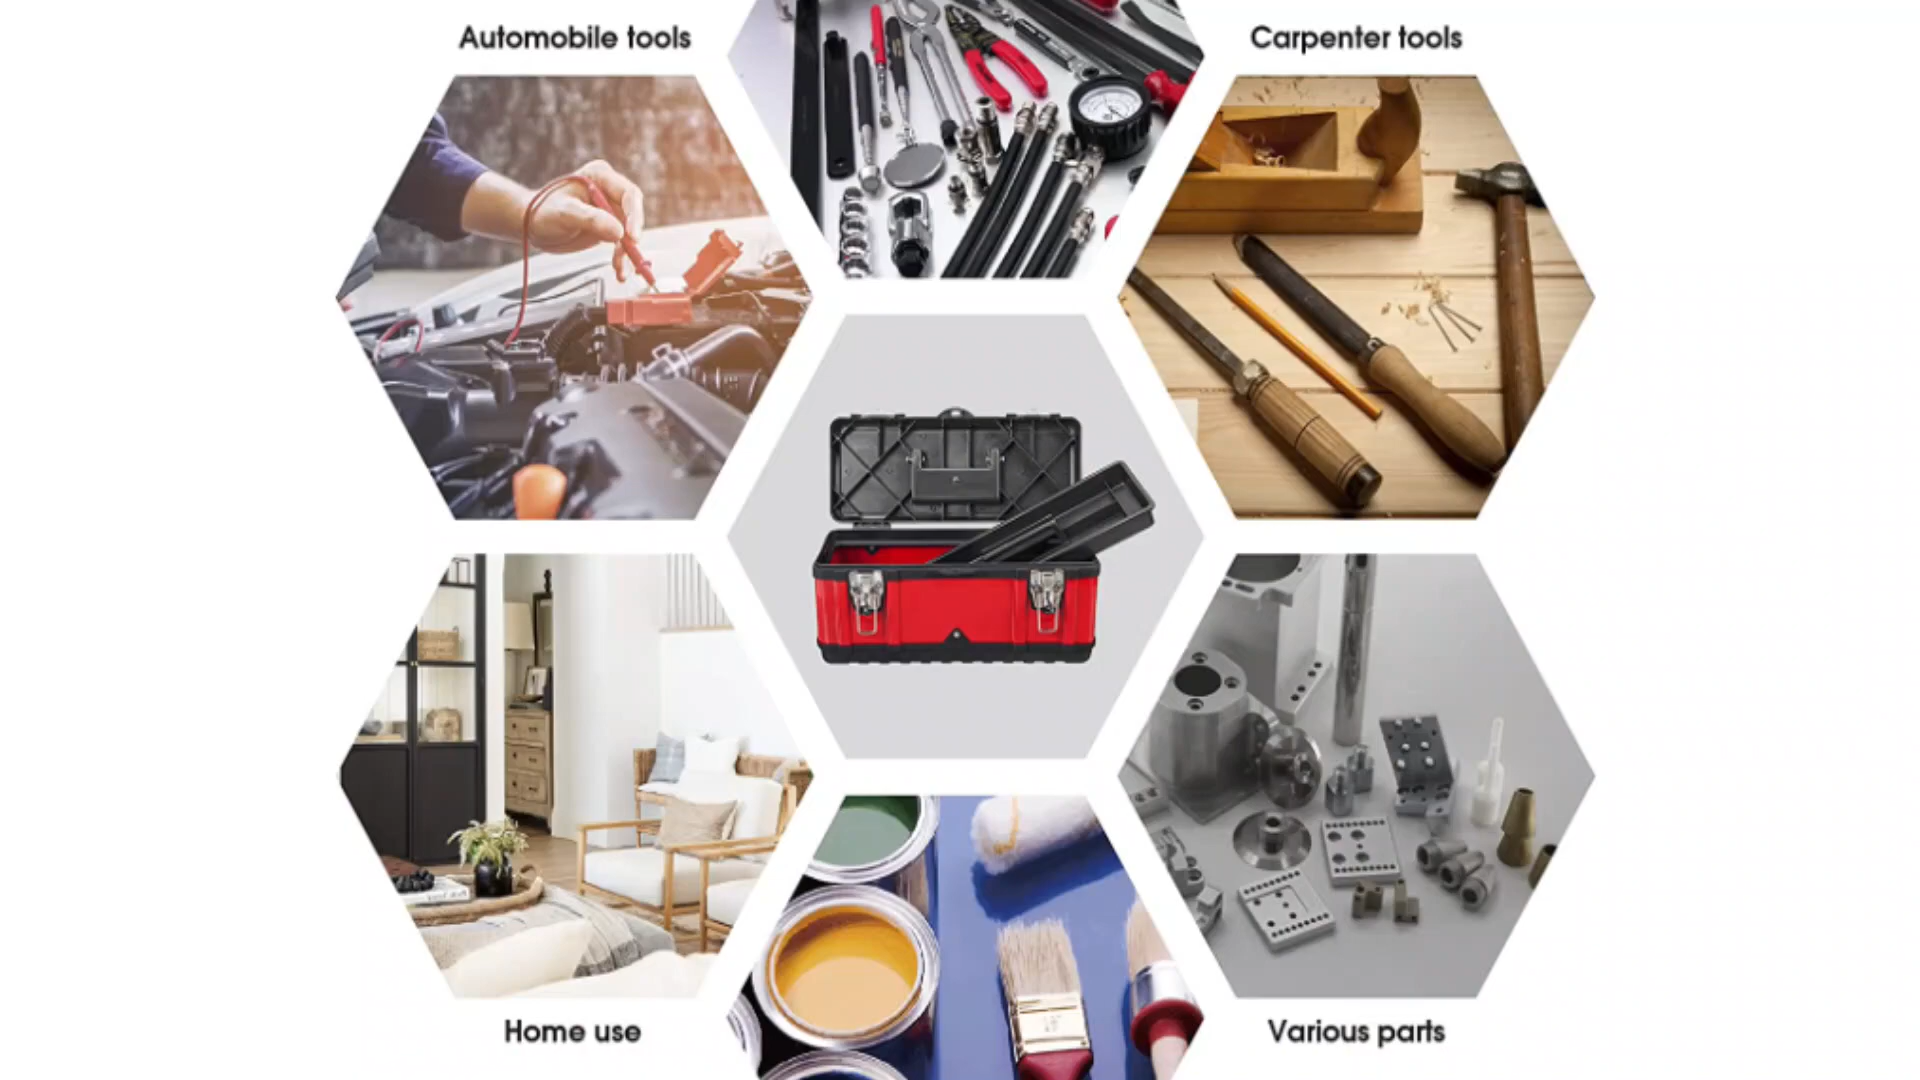 Automobile tools
Carpenter tools
Home use
Various parts